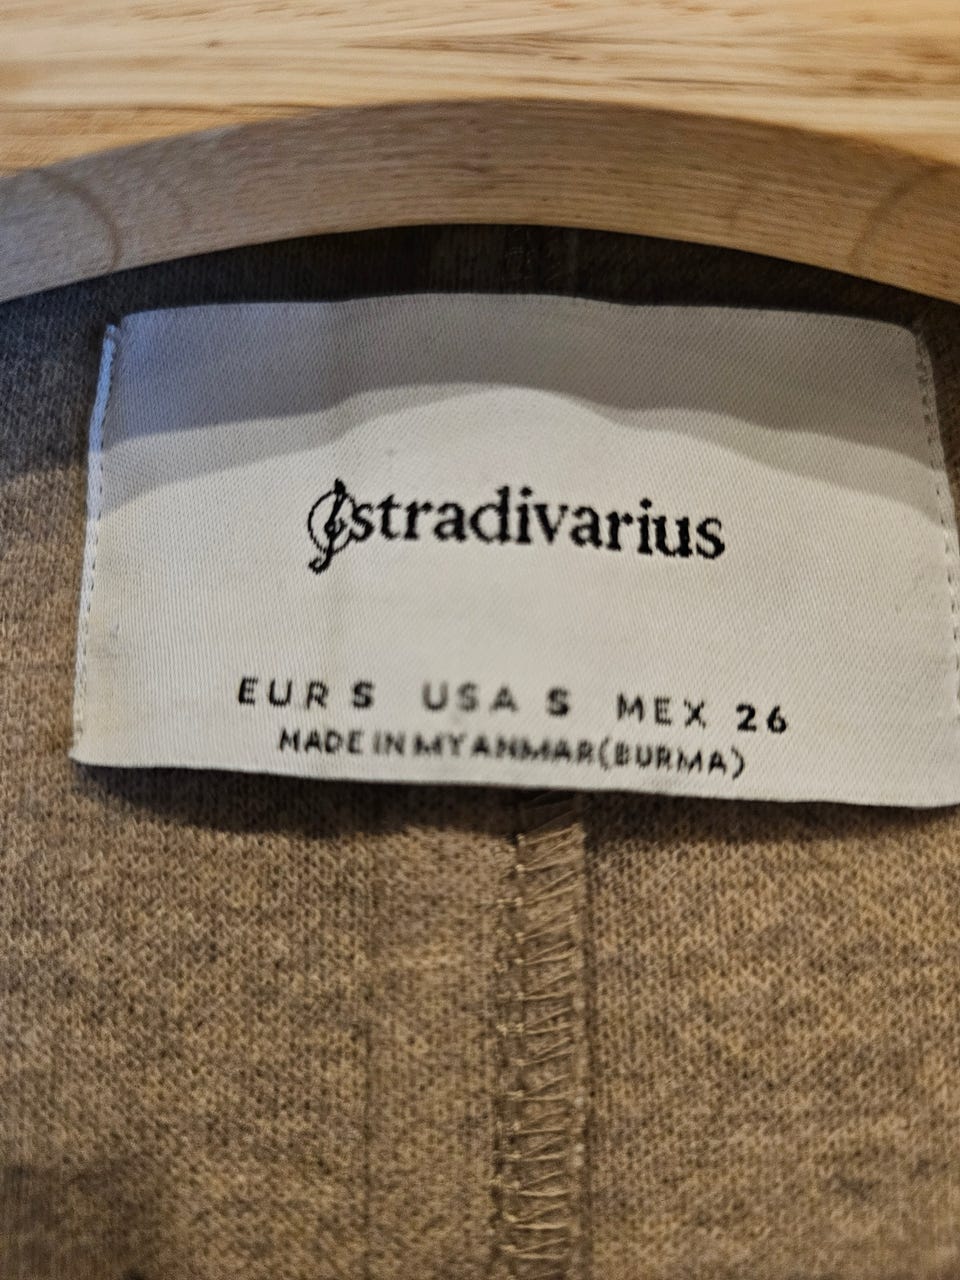 stradivarius
EUR S USA S MEX 26
MADE IN MYANMAR(BURMA)